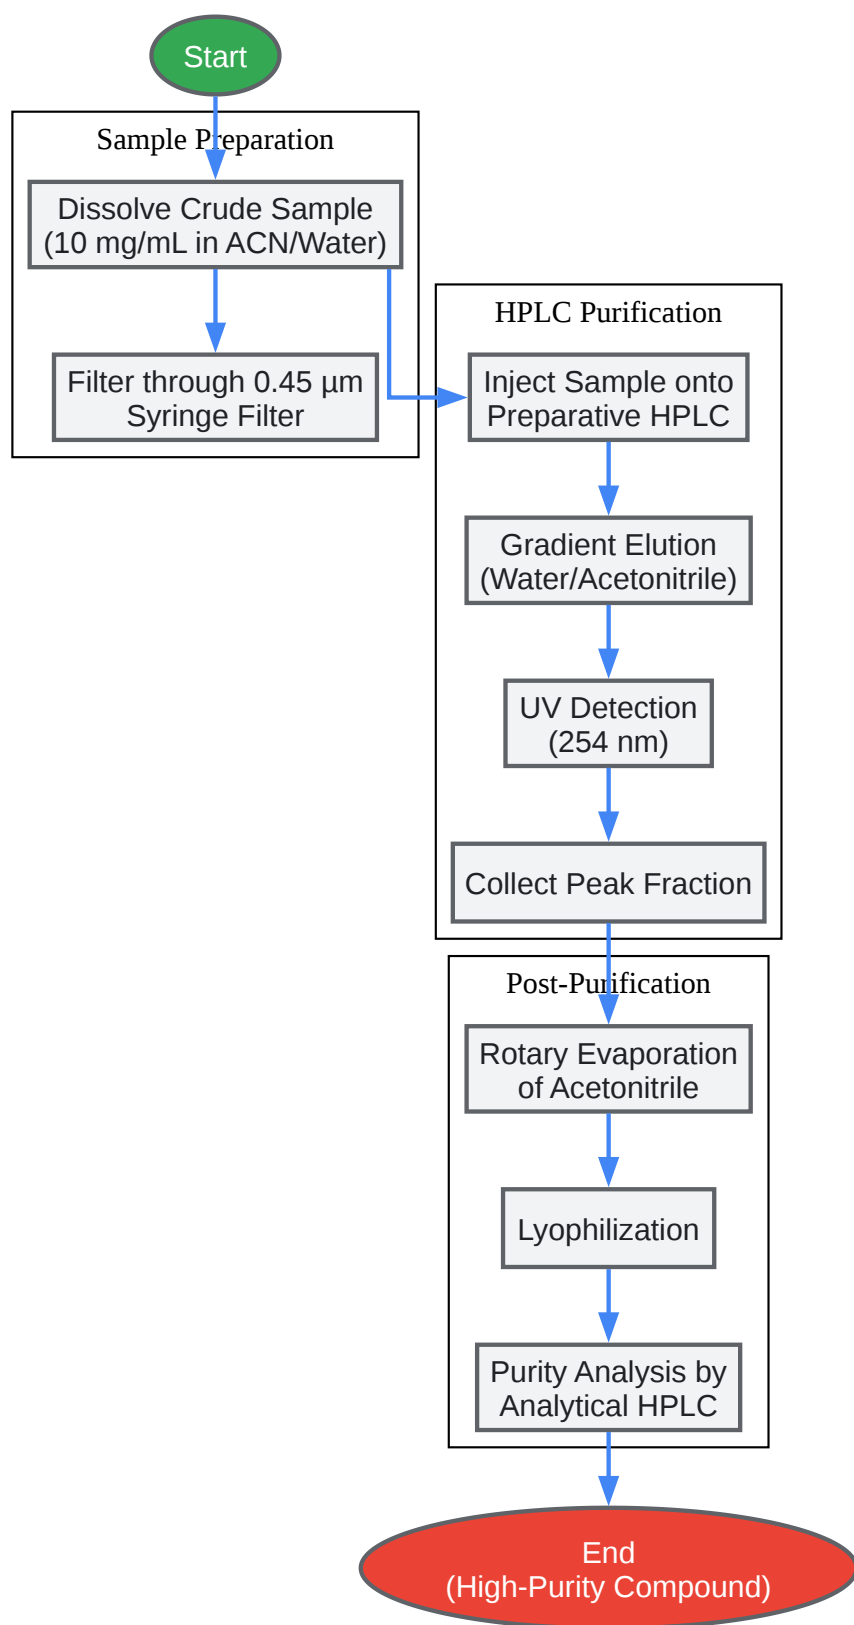 Start
Sample Preparation
Dissolve Crude Sample
(10 mg/mL in ACN/Water)
Filter through 0.45 µm
Syringe Filter
HPLC Purification
Inject Sample onto
Preparative HPLC
Gradient Elution
(Water/Acetonitrile)
UV Detection
(254 nm)
Collect Peak Fraction
Post-Purification
Rotary Evaporation
of Acetonitrile
Lyophilization
Purity Analysis by
Analytical HPLC
End
(High-Purity Compound)